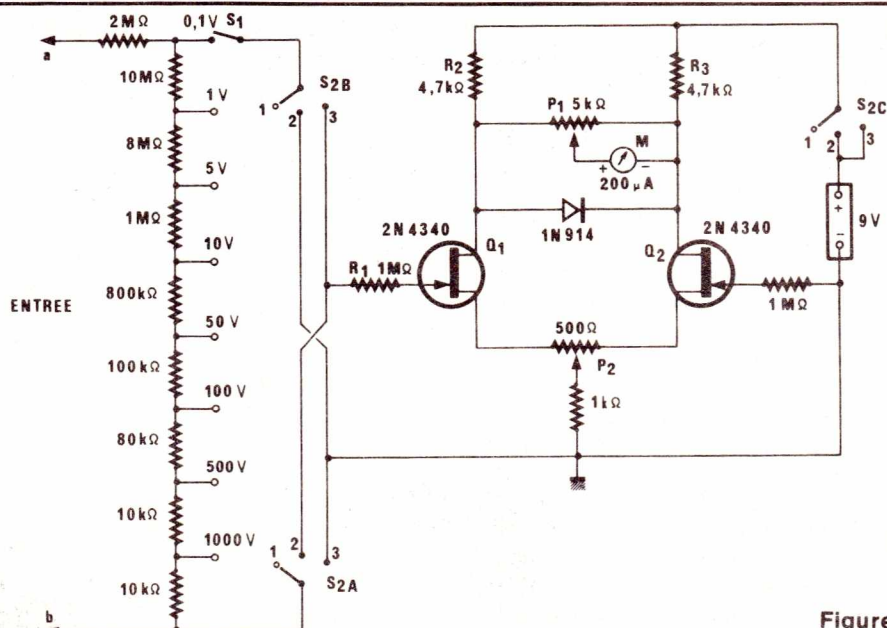 2MΩ
0,1V
S1
a
10MΩ
1V
8MΩ
5V
1MΩ
10V
800kΩ
50V
100kΩ
100V
80kΩ
500V
10kΩ
1000V
10kΩ
b
ENTREE
S2B
1
2
3
1
2
3
S2A
R1 1MΩ
2N4340
Q1
R2
4,7kΩ
R3
4,7kΩ
P1 5kΩ
M
+
-
200μA
1N914
2N4340
Q2
500Ω
P2
1kΩ
1MΩ
S2C
1
2
3
+
-
9V
Figure